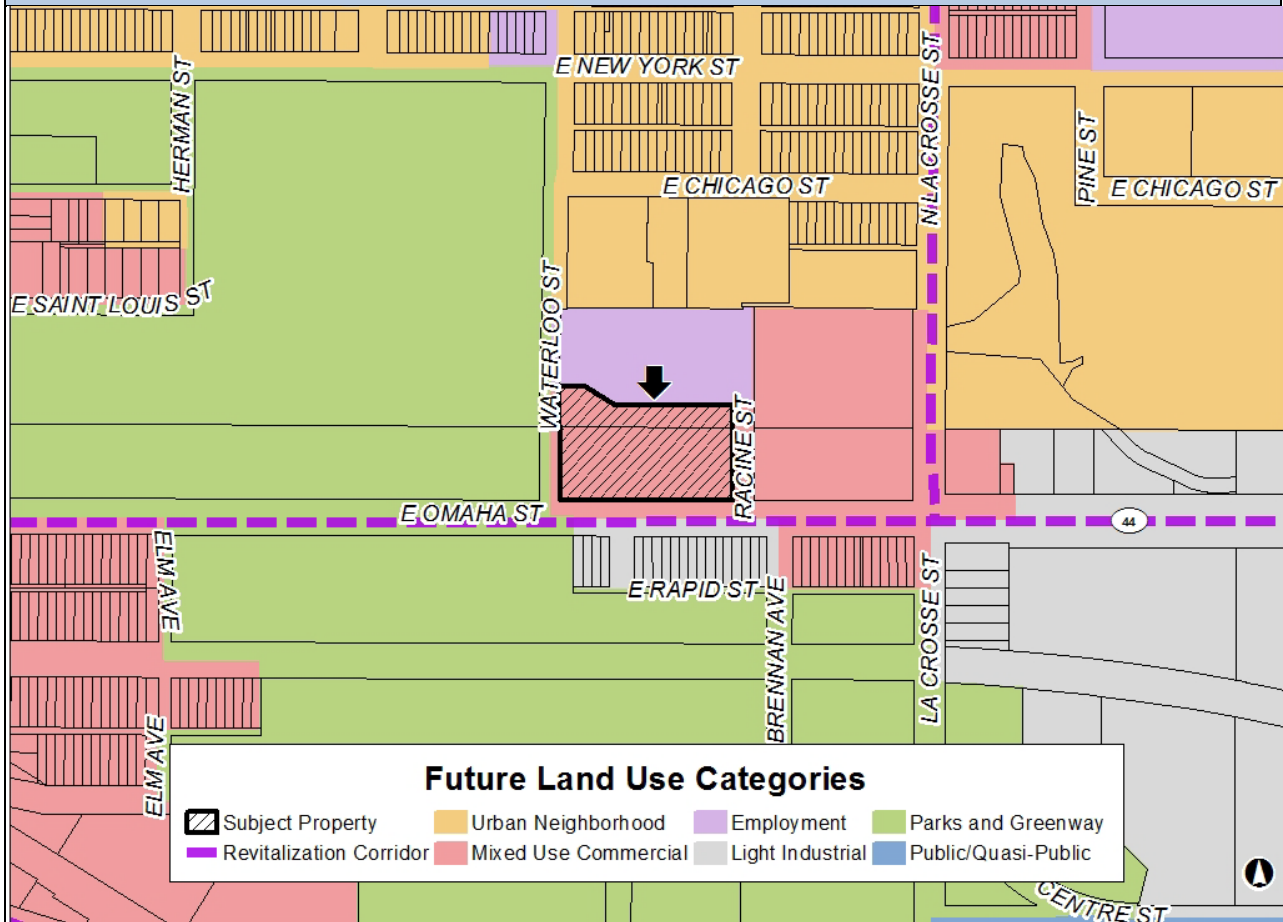 E NEW YORK ST
HERMAN ST
N LA CROSSE ST
PINE ST
E CHICAGO ST
E CHICAGO ST
E SAINT LOUIS ST
WATERLOO ST
RACINE ST
E OMAHA ST
44
ELM AVE
E RAPID ST
BRENNAN AVE
LA CROSSE ST
ELM AVE
Future Land Use Categories
Subject Property
Urban Neighborhood
Employment
Parks and Greenway
Revitalization Corridor
Mixed Use Commercial
Light Industrial
Public/Quasi-Public
CENTRE ST